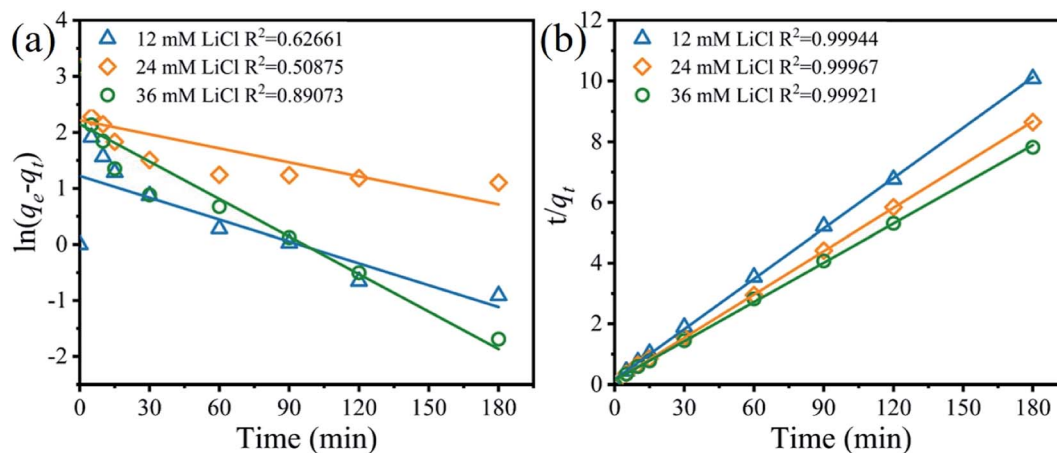 (a)
12 mM LiCl R²=0.62661
24 mM LiCl R²=0.50875
36 mM LiCl R²=0.89073
4
3
2
1
0
-1
-2
ln(qₑ-qₜ)
0 30 60 90 120 150 180
Time (min)
(b)
12 mM LiCl R²=0.99944
24 mM LiCl R²=0.99967
36 mM LiCl R²=0.99921
12
10
8
6
4
2
0
t/qₜ
0 30 60 90 120 150 180
Time (min)